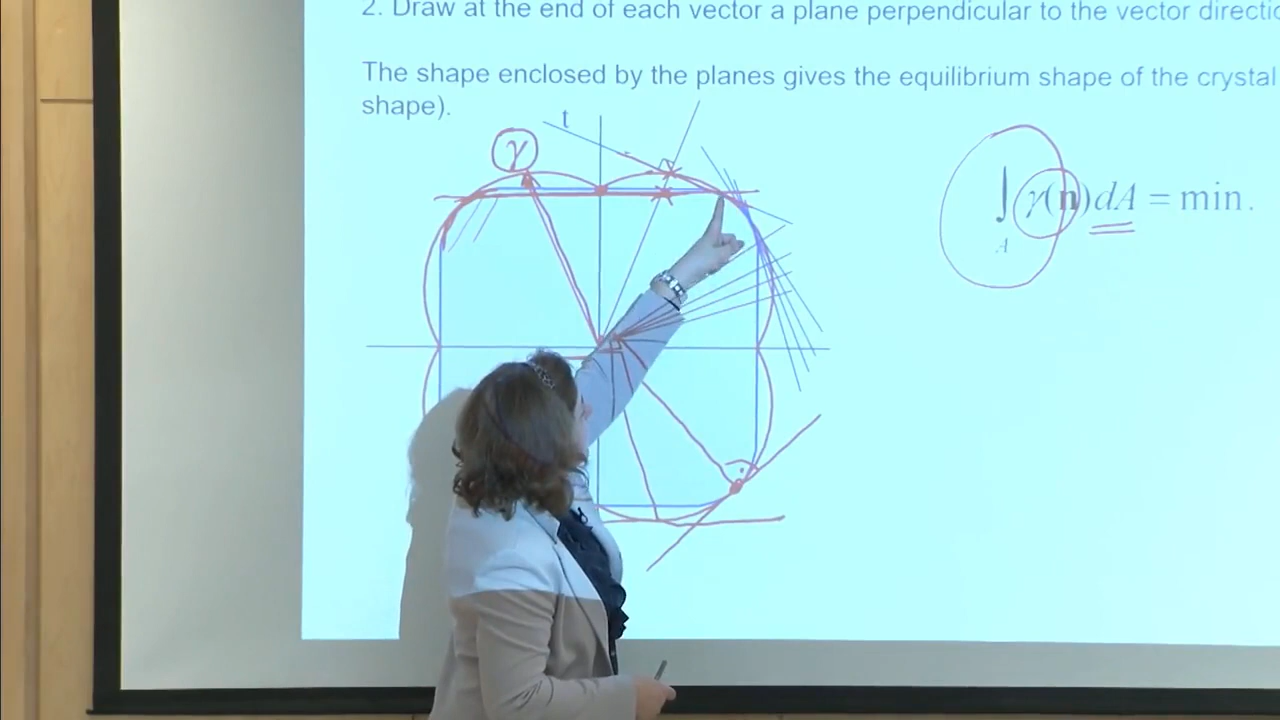 2. Draw at the end of each vector a plane perpendicular to the vector
The shape enclosed by the planes gives the equilibrium shape of the crystal
shape).
t
γ
∫ γ(n)dA = min.
A